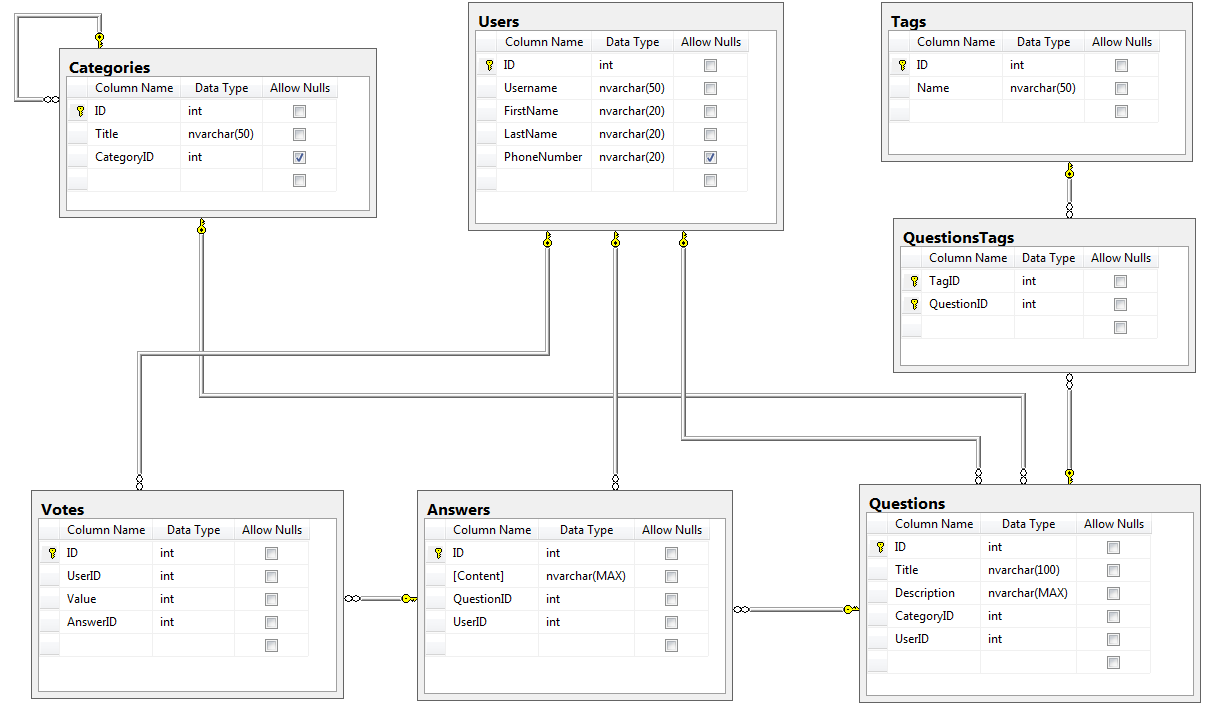 Categories
Column Name Data Type Allow Nulls
ID int
Title nvarchar(50)
CategoryID int
Users
Column Name Data Type Allow Nulls
ID int
Username nvarchar(50)
FirstName nvarchar(20)
LastName nvarchar(20)
PhoneNumber nvarchar(20)
Tags
Column Name Data Type Allow Nulls
ID int
Name nvarchar(50)
QuestionsTags
Column Name Data Type Allow Nulls
TagID int
QuestionID int
Votes
Column Name Data Type Allow Nulls
ID int
UserID int
Value int
AnswerID int
Answers
Column Name Data Type Allow Nulls
ID int
[Content] nvarchar(MAX)
QuestionID int
UserID int
Questions
Column Name Data Type Allow Nulls
ID int
Title nvarchar(100)
Description nvarchar(MAX)
CategoryID int
UserID int